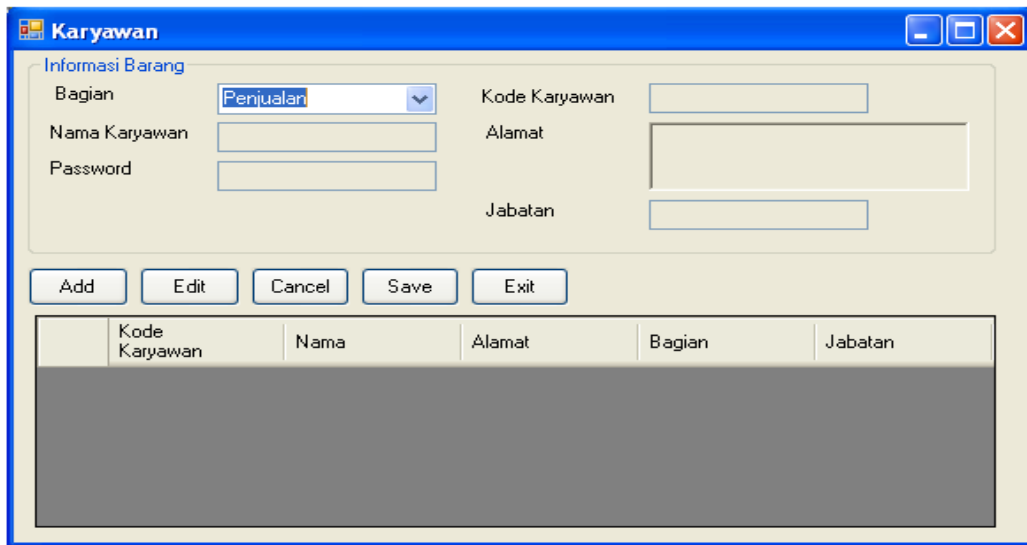 Karyawan
Informasi Barang
Bagian
Penjualan
Kode Karyawan
Nama Karyawan
Alamat
Password
Jabatan
Add
Edit
Cancel
Save
Exit
Kode
Karyawan
Nama
Alamat
Bagian
Jabatan